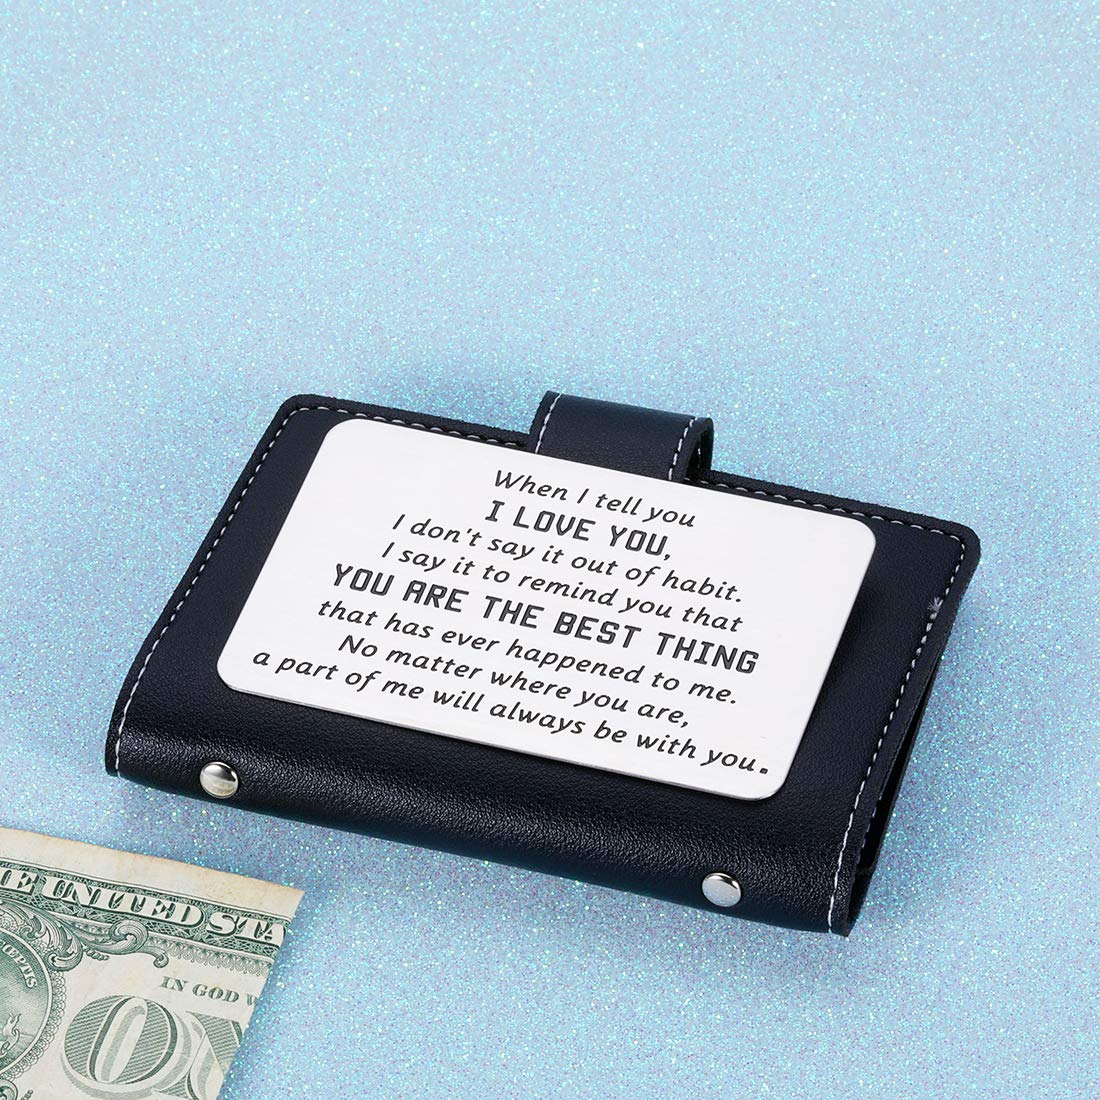 When I tell you
I LOVE YOU,
I don't say it out of habit.
I say it to remind you that
YOU ARE THE BEST THING
that has ever happened to me.
No matter where you are,
a part of me will always be with you.
UNITED STA
IN GOD W
ON